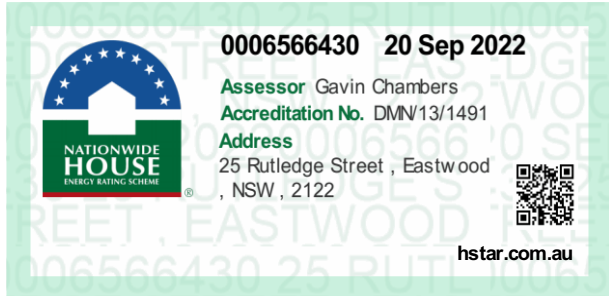 0006566430 20 Sep 2022
Assessor Gavin Chambers
Accreditation No. DMN/13/1491
Address
25 Rutledge Street , Eastwood
, NSW , 2122
NATIONWIDE
HOUSE
ENERGY RATING SCHEME
®
hstar.com.au